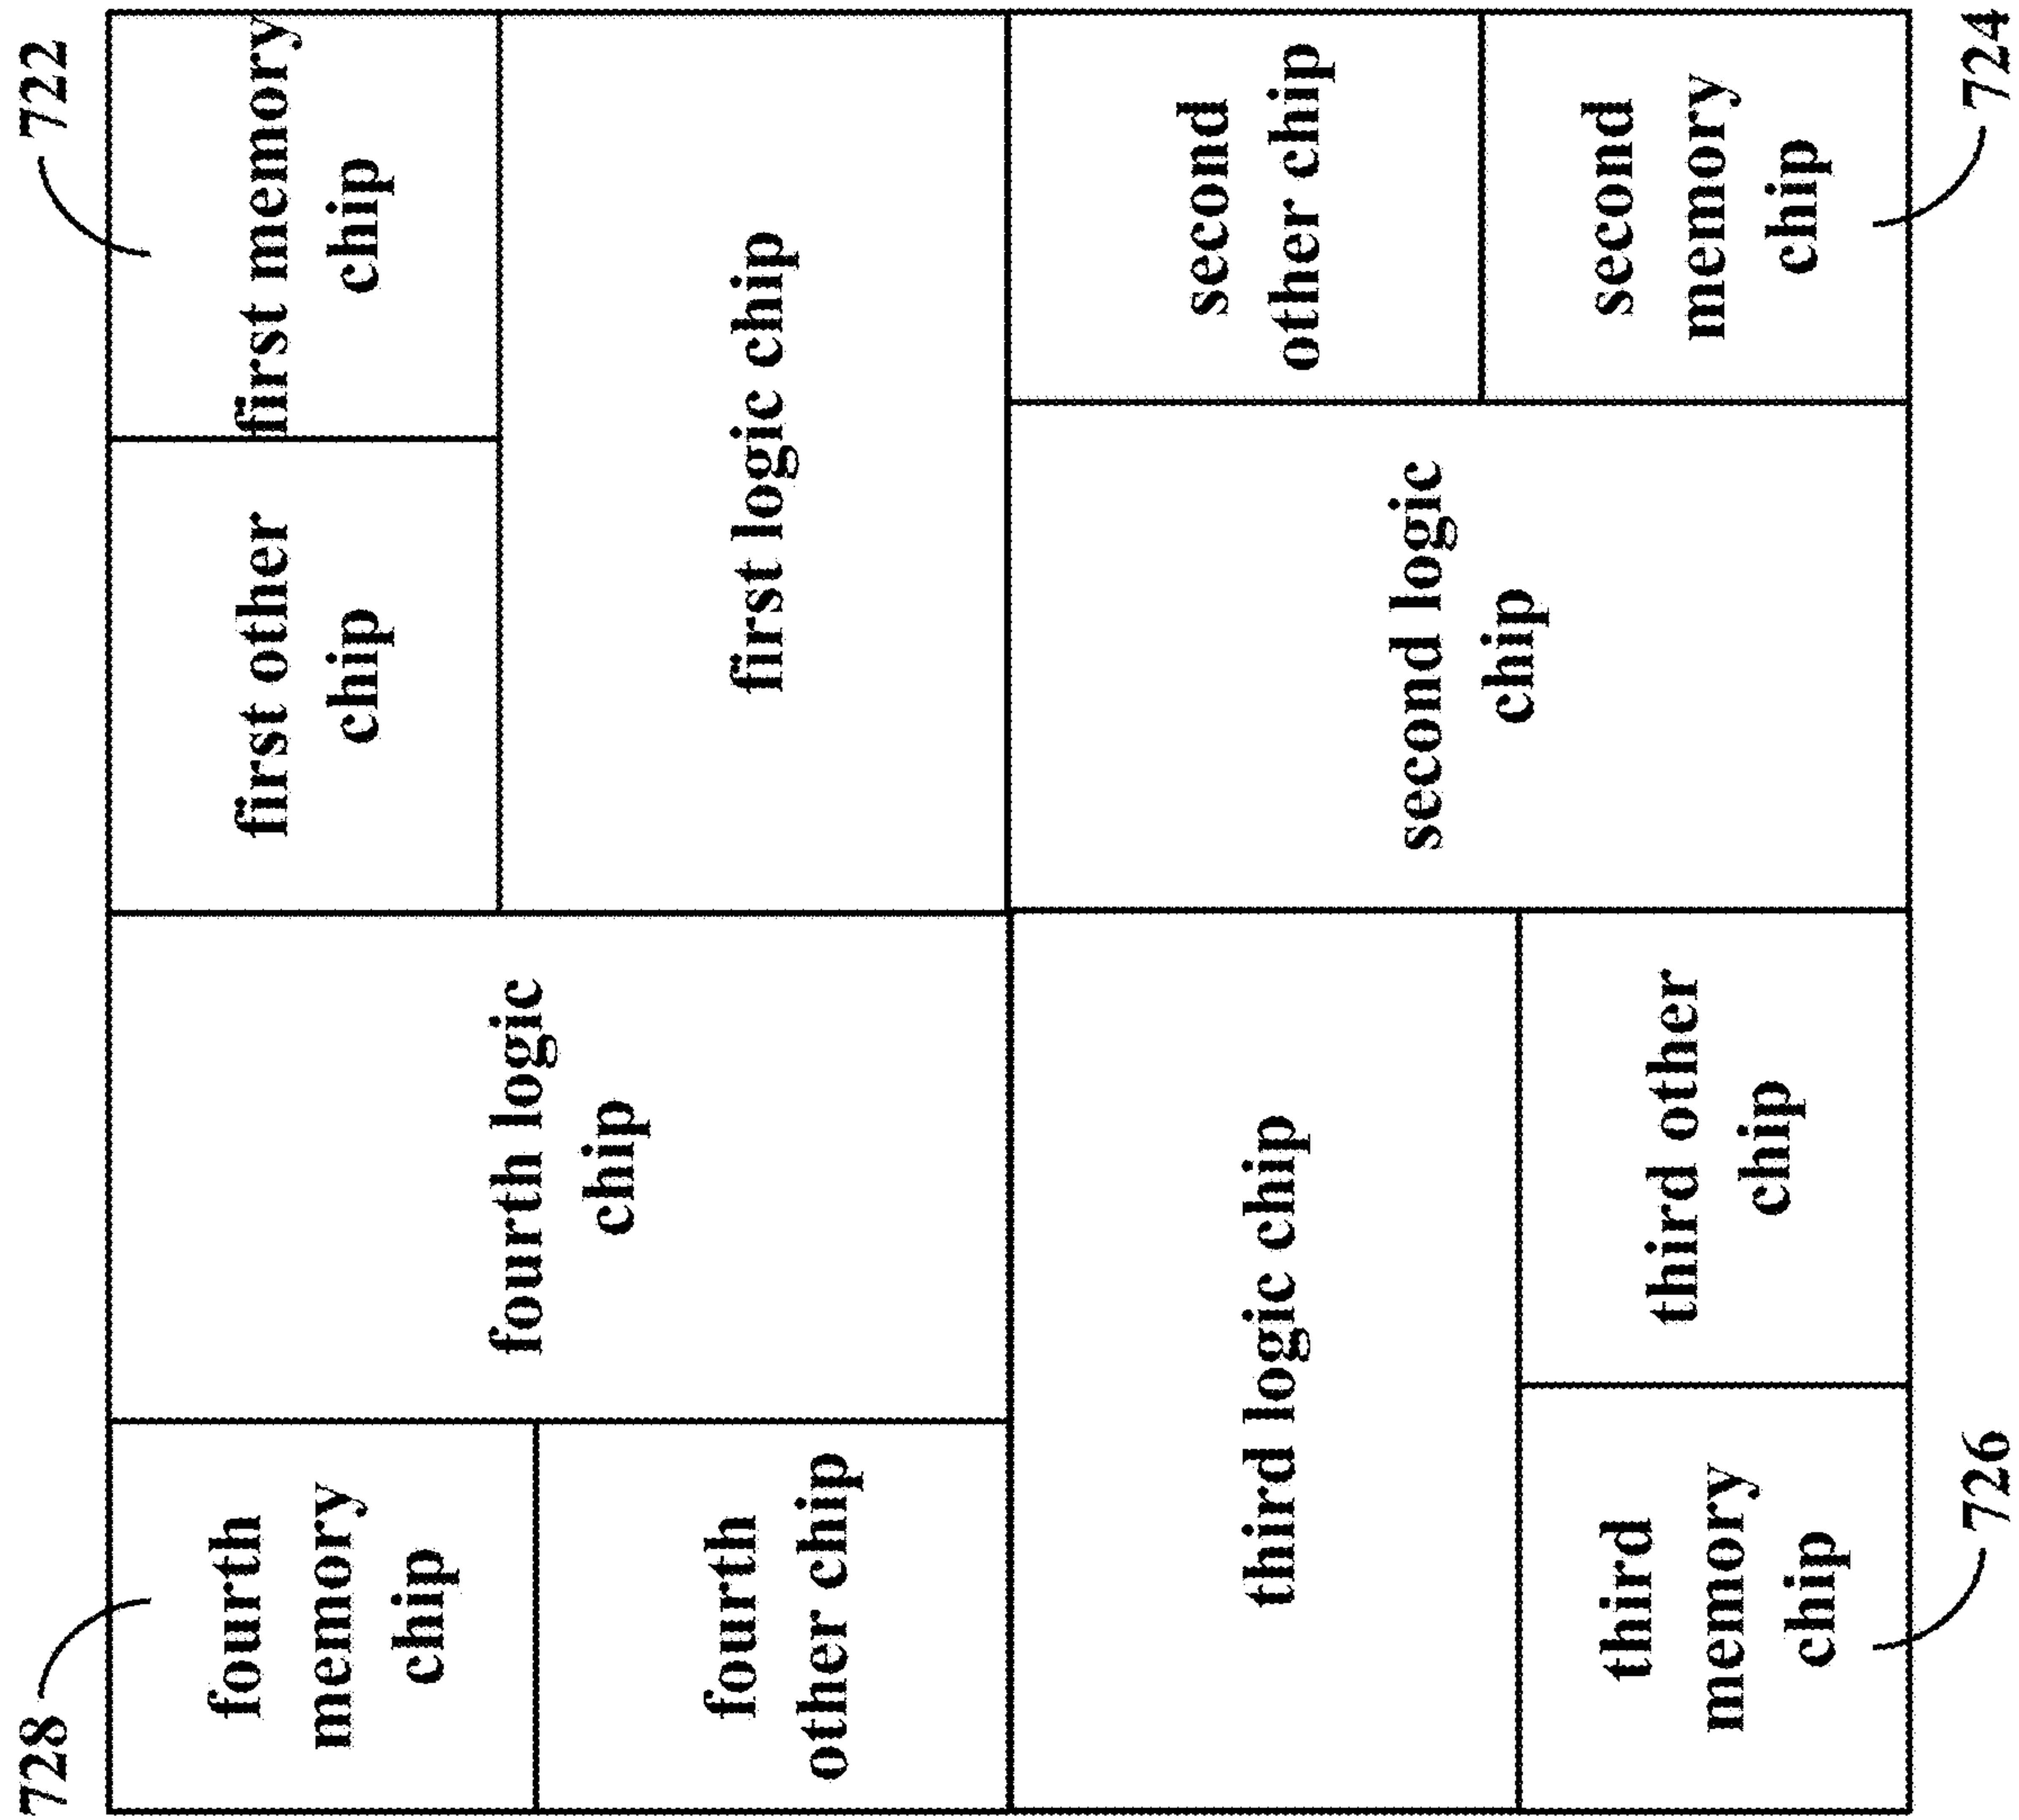 728
722
fourth
memory
chip
fourth
other chip
fourth logic
chip
first other
chip
first memory
chip
first logic chip
third logic chip
third
memory
chip
third other
chip
second logic
chip
second
other chip
second
memory
chip
726
724